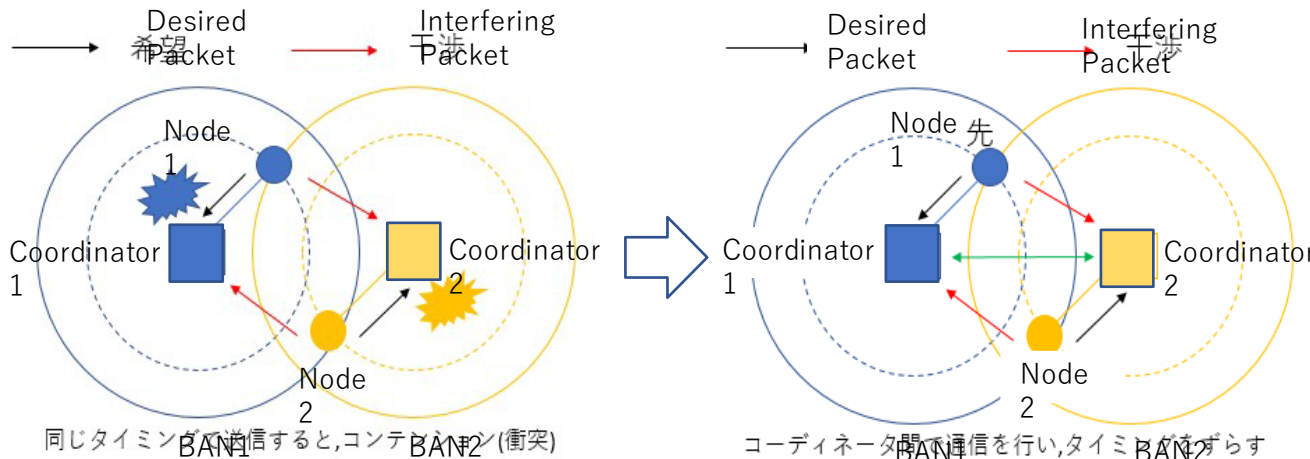 Desired
Packet
希望
Interfering
Packet
干渉
Node
1
Coordinator
1
Coordinator
2
Node
2
BAN1
BAN2
同じタイミングで送信すると,コンテンション(衝突)
Desired
Packet
Interfering
Packet
干渉
Node
1
先
Coordinator
1
Coordinator
2
Node
2
BAN1
BAN2
コーディネータ間で通信を行い,タイミングをずらす